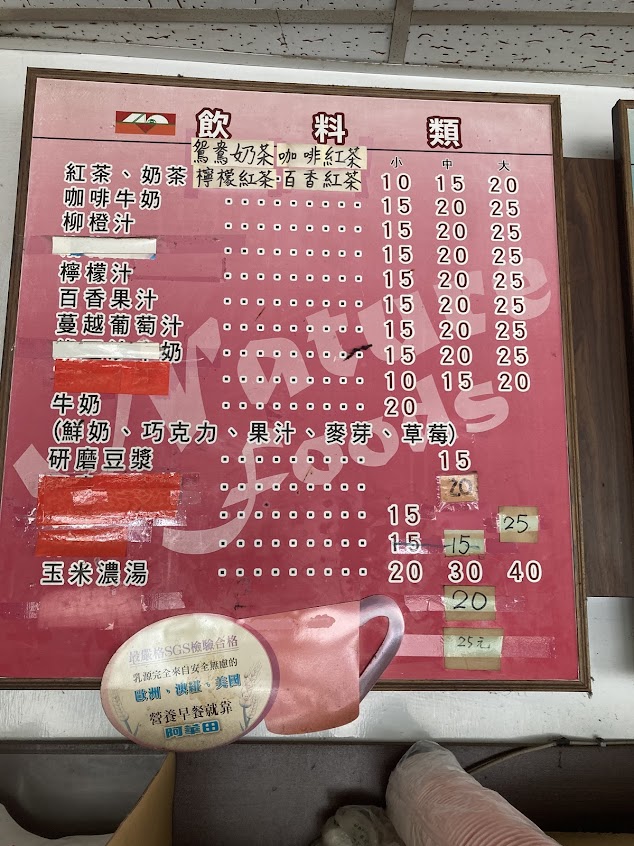 飲料類
鴛鴦奶茶 咖啡紅茶
小 中 大
紅茶、奶茶 檸檬紅茶·百香紅茶 10 15 20
咖啡牛奶 ········· 15 20 25
柳橙汁 ········· 15 20 25
········· 15 20 25
檸檬汁 ········· 15 20 25
百香果汁 ········· 15 20 25
蔓越葡萄汁 ········· 15 20 25
奶 ········· 15 20 25
········· 10 15 20
牛奶 ········· 20
(鮮奶、巧克力、果汁、麥芽、草莓)
研磨豆漿 ········· 15
········· 20
········· 15 25
········· 15 15
玉米濃湯 ········· 20 30 40
20
25元
Nature
foods
最嚴格SGS檢驗合格
乳源完全來自安全無慮的
歐洲、澳紐、美國
營養早餐就靠
阿華田